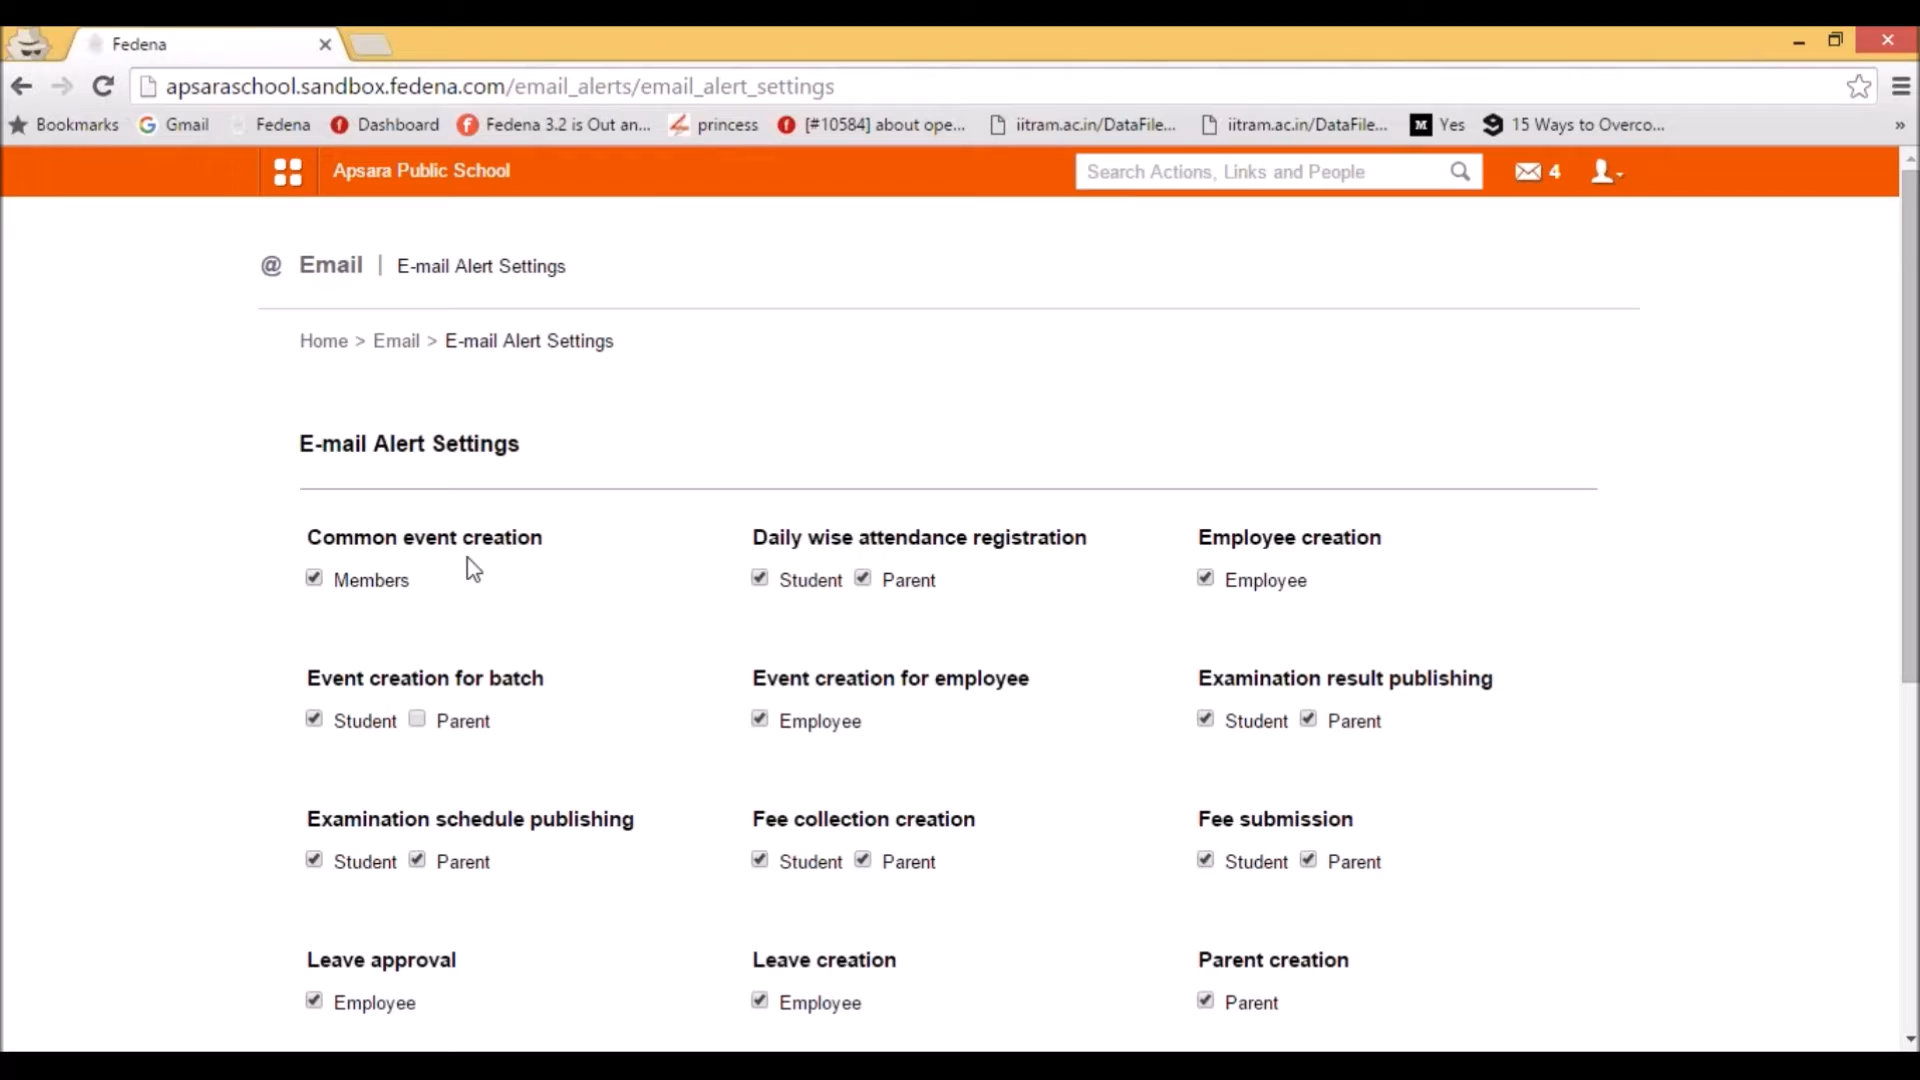 Fedena
apsaraschool.sandbox.fedena.com/email_alerts/email_alert_settings
Bookmarks Gmail Fedena Dashboard Fedena 3.2 is Out an... princess [#10584] about ope... iitram.ac.in/DataFile... iitram.ac.in/DataFile... M Yes 15 Ways to Overco... »
Apsara Public School Search Actions, Links and People 4
@ Email | E-mail Alert Settings
Home > Email > E-mail Alert Settings
E-mail Alert Settings
Common event creation Daily wise attendance registration Employee creation
Members Student Parent Employee
Event creation for batch Event creation for employee Examination result publishing
Student Parent Employee Student Parent
Examination schedule publishing Fee collection creation Fee submission
Student Parent Student Parent Student Parent
Leave approval Leave creation Parent creation
Employee Employee Parent